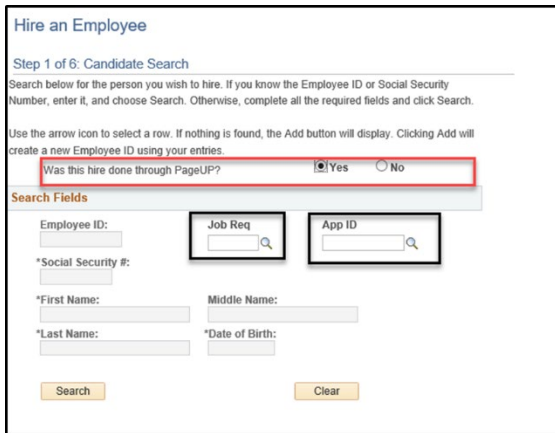 Hire an Employee
Step 1 of 6: Candidate Search
Search below for the person you wish to hire. If you know the Employee ID or Social Security
Number, enter it, and choose Search. Otherwise, complete all the required fields and click Search.
Use the arrow icon to select a row. If nothing is found, the Add button will display. Clicking Add will
create a new Employee ID using your entries.
Was this hire done through PageUP? Yes No
Search Fields
Employee ID: Job Req App ID
*Social Security #:
*First Name: Middle Name:
*Last Name: *Date of Birth:
Search Clear